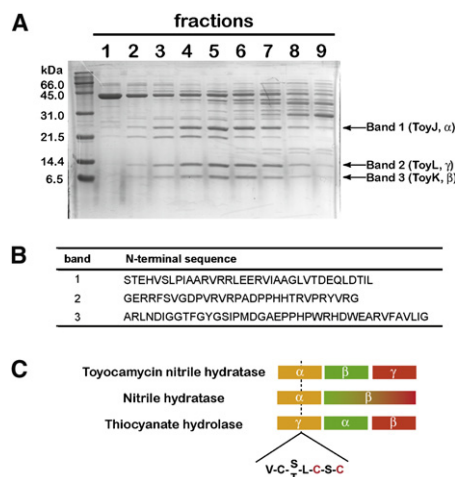 fractions
A
1 2 3 4 5 6 7 8 9
kDa
66.0
45.0
31.0
21.5
14.4
6.5
Band 1 (ToyJ, α)
Band 2 (ToyL, γ)
Band 3 (ToyK, β)
B
band N-terminal sequence
1 STEHVSLPIAARVRRLEERVIAAGLVTDEQLDTIL
2 GERRFSVGDPVRVRPADPPHHTRVPRYVRG
3 ARLNDIGGTFGYGSIPMDGAEPPHPWRHDWEARVFAVLIG
C
Toyocamycin nitrile hydratase α β γ
Nitrile hydratase α β
Thiocyanate hydrolase γ α β
V-C-S/T-L-C-S-C